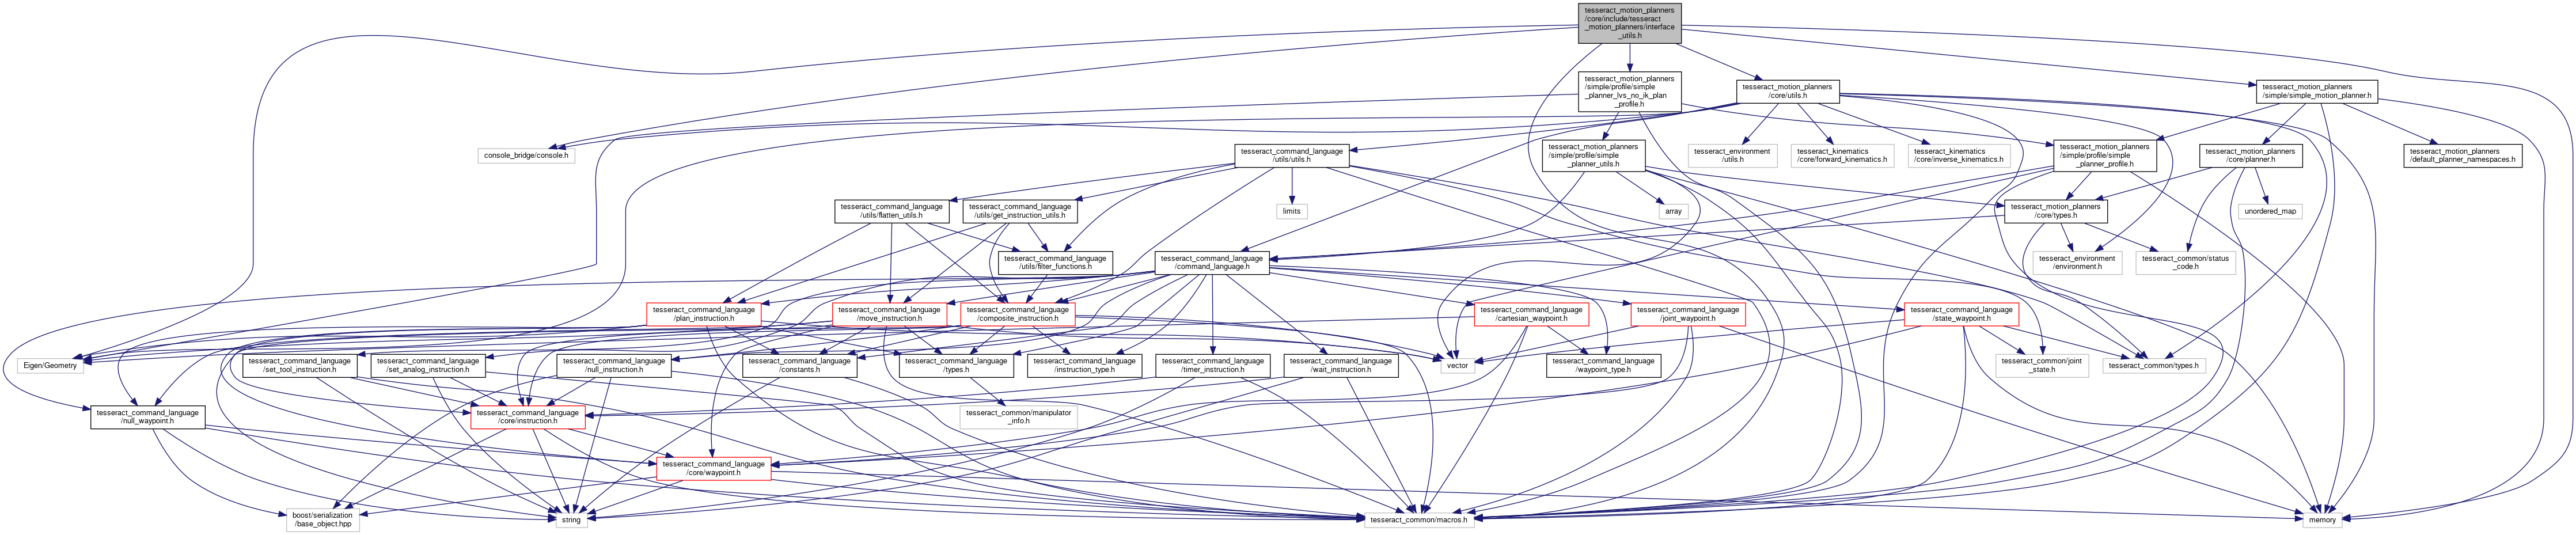 tesseract_motion_planners
/core/include/tesseract
_motion_planners/interface
_utils.h
tesseract_motion_planners
/simple/profile/simple
_planner_lvs_no_ik_plan
_profile.h
tesseract_motion_planners
/core/utils.h
tesseract_motion_planners
/simple/simple_motion_planner.h
console_bridge/console.h
tesseract_command_language
/utils/utils.h
tesseract_motion_planners
/simple/profile/simple
_planner_utils.h
tesseract_environment
/utils.h
tesseract_kinematics
/core/forward_kinematics.h
tesseract_kinematics
/core/inverse_kinematics.h
tesseract_motion_planners
/simple/profile/simple
_planner_profile.h
tesseract_motion_planners
/core/planner.h
tesseract_motion_planners
/default_planner_namespaces.h
tesseract_command_language
/utils/flatten_utils.h
tesseract_command_language
/utils/get_instruction_utils.h
limits
array
tesseract_motion_planners
/core/types.h
unordered_map
tesseract_command_language
/utils/filter_functions.h
tesseract_command_language
/command_language.h
tesseract_environment
/environment.h
tesseract_common/status
_code.h
tesseract_command_language
/plan_instruction.h
tesseract_command_language
/move_instruction.h
tesseract_command_language
/composite_instruction.h
tesseract_command_language
/cartesian_waypoint.h
tesseract_command_language
/joint_waypoint.h
tesseract_command_language
/state_waypoint.h
Eigen/Geometry
tesseract_command_language
/set_tool_instruction.h
tesseract_command_language
/set_analog_instruction.h
tesseract_command_language
/null_instruction.h
tesseract_command_language
/constants.h
tesseract_command_language
/types.h
tesseract_command_language
/instruction_type.h
tesseract_command_language
/timer_instruction.h
tesseract_command_language
/wait_instruction.h
vector
tesseract_command_language
/waypoint_type.h
tesseract_common/joint
_state.h
tesseract_common/types.h
tesseract_command_language
/null_waypoint.h
tesseract_command_language
/core/instruction.h
tesseract_common/manipulator
_info.h
tesseract_command_language
/core/waypoint.h
boost/serialization
/base_object.hpp
string
tesseract_common/macros.h
memory